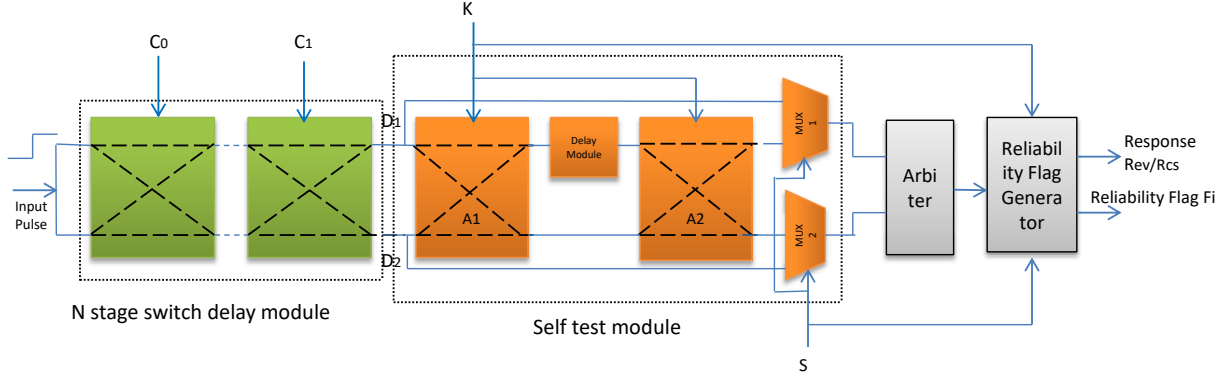 K
C0
C1
D1
MUX 1
Delay
Module
Input
Pulse
A1
A2
MUX 2
D2
Arbi
ter
Reliabil
ity Flag
Genera
tor
Response
Rev/Rcs
Reliability Flag Fi
N stage switch delay module
Self test module
S